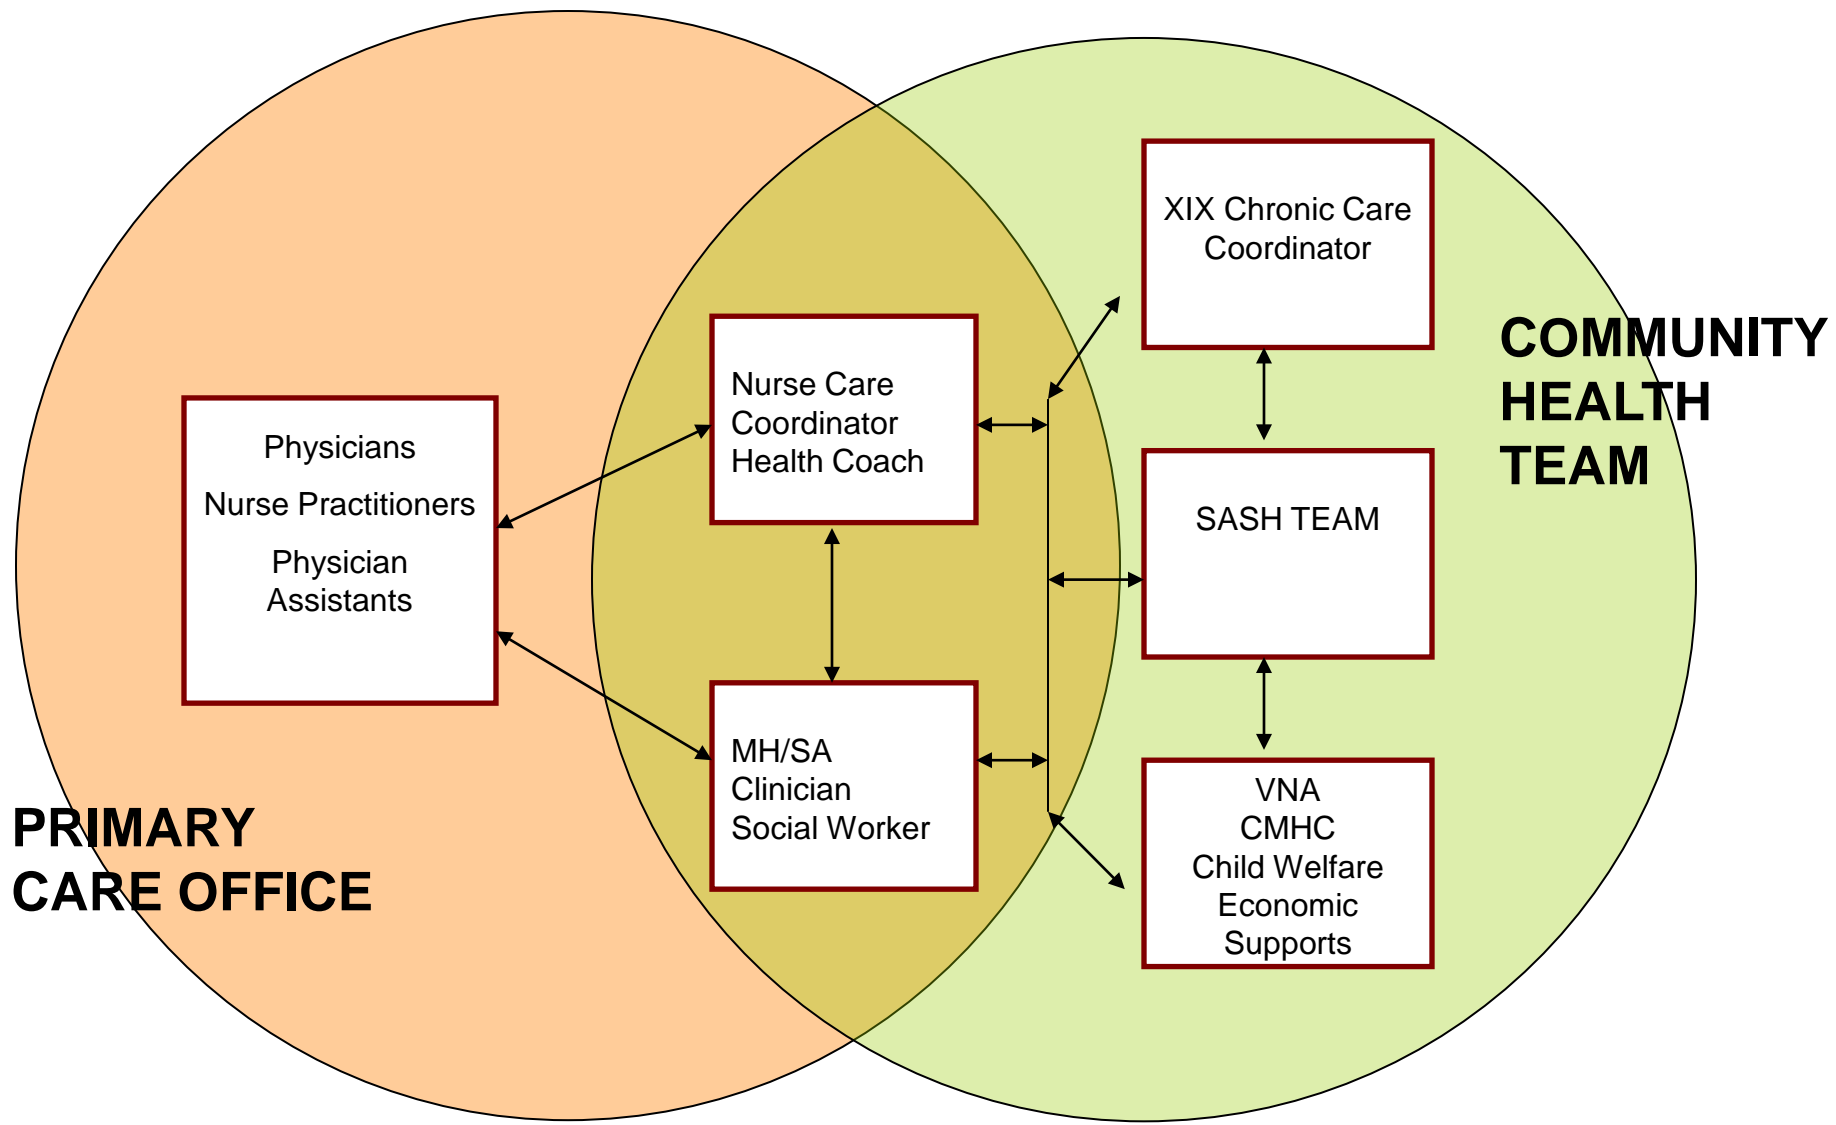 XIX Chronic Care
Coordinator
COMMUNITY
HEALTH
TEAM
Nurse Care
Coordinator
Health Coach
Physicians
Nurse Practitioners
Physician
Assistants
SASH TEAM
MH/SA
Clinician
Social Worker
VNA
CMHC
Child Welfare
Economic
Supports
PRIMARY
CARE OFFICE